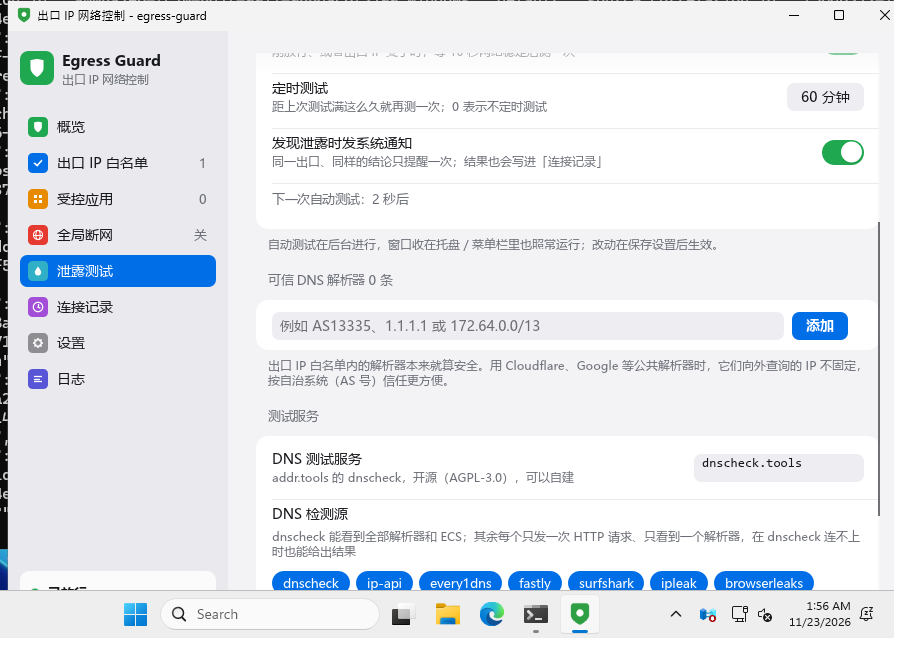 出口 IP 网络控制 - egress-guard
Egress Guard
出口 IP 网络控制
概览
出口 IP 白名单 1
受控应用 0
全局断网 关
泄露测试
连接记录
设置
日志
定时测试
距上次测试满这么久就再测一次；0 表示不定时测试
60 分钟
发现泄露时发系统通知
同一出口、同样的结论只提醒一次；结果也会写进「连接记录」
下一次自动测试：2 秒后
自动测试在后台进行，窗口收在托盘 / 菜单栏里也照常运行；改动在保存设置后生效。
可信 DNS 解析器 0 条
例如 AS13335、1.1.1.1 或 172.64.0.0/13
添加
出口 IP 白名单内的解析器本来就算安全。用 Cloudflare、Google 等公共解析器时，它们向外查询的 IP 不固定，
按自治系统（AS 号）信任更方便。
测试服务
DNS 测试服务
addr.tools 的 dnscheck，开源（AGPL-3.0），可以自建
dnscheck.tools
DNS 检测源
dnscheck 能看到全部解析器和 ECS；其余每个只发一次 HTTP 请求、只看到一个解析器，在 dnscheck 连不上
时也能给出结果
dnscheck ip-api every1dns fastly surfshark ipleak browserleaks
Search
1:56 AM
11/23/2026